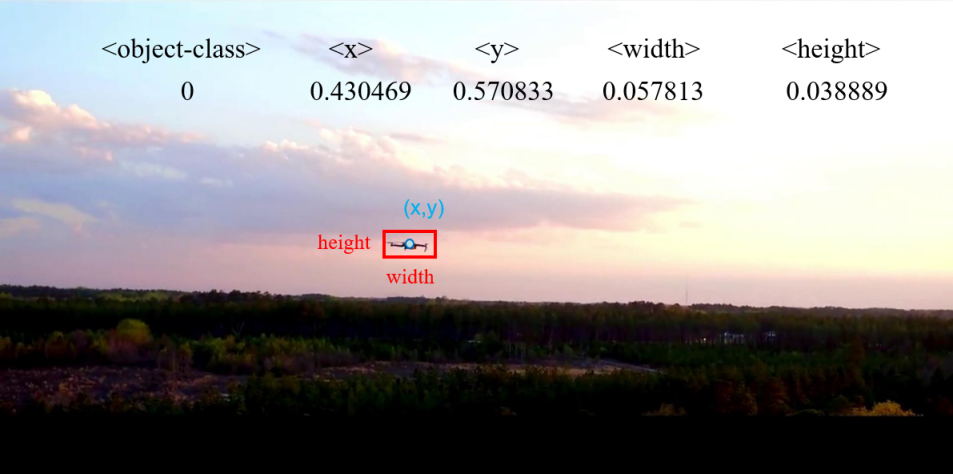 <object-class> <x> <y> <width> <height>
0 0.430469 0.570833 0.057813 0.038889
(x,y)
height
width